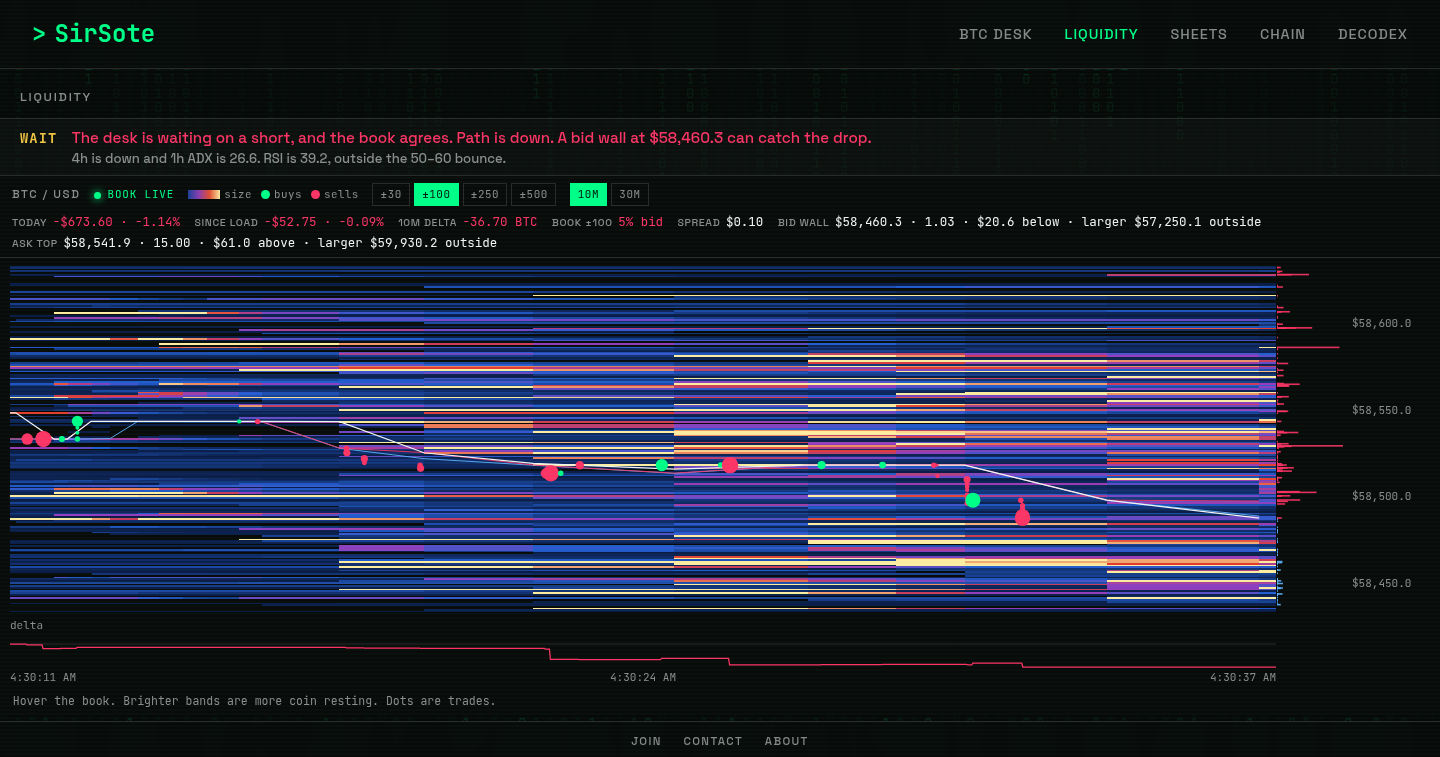 > SirSote
BTC DESK LIQUIDITY SHEETS CHAIN DECODEX
LIQUIDITY
WAIT The desk is waiting on a short, and the book agrees. Path is down. A bid wall at $58,460.3 can catch the drop.
4h is down and 1h ADX is 26.6. RSI is 39.2, outside the 50–60 bounce.
BTC / USD BOOK LIVE size buys sells ±30 ±100 ±250 ±500 10M 30M
TODAY -$673.60 · -1.14% SINCE LOAD -$52.75 · -0.09% 10M DELTA -36.70 BTC BOOK ±100 5% bid SPREAD $0.10 BID WALL $58,460.3 · 1.03 · $20.6 below · larger $57,250.1 outside
ASK TOP $58,541.9 · 15.00 · $61.0 above · larger $59,930.2 outside
$58,600.0
$58,550.0
$58,500.0
$58,450.0
delta
4:30:11 AM 4:30:24 AM 4:30:37 AM
Hover the book. Brighter bands are more coin resting. Dots are trades.
JOIN CONTACT ABOUT